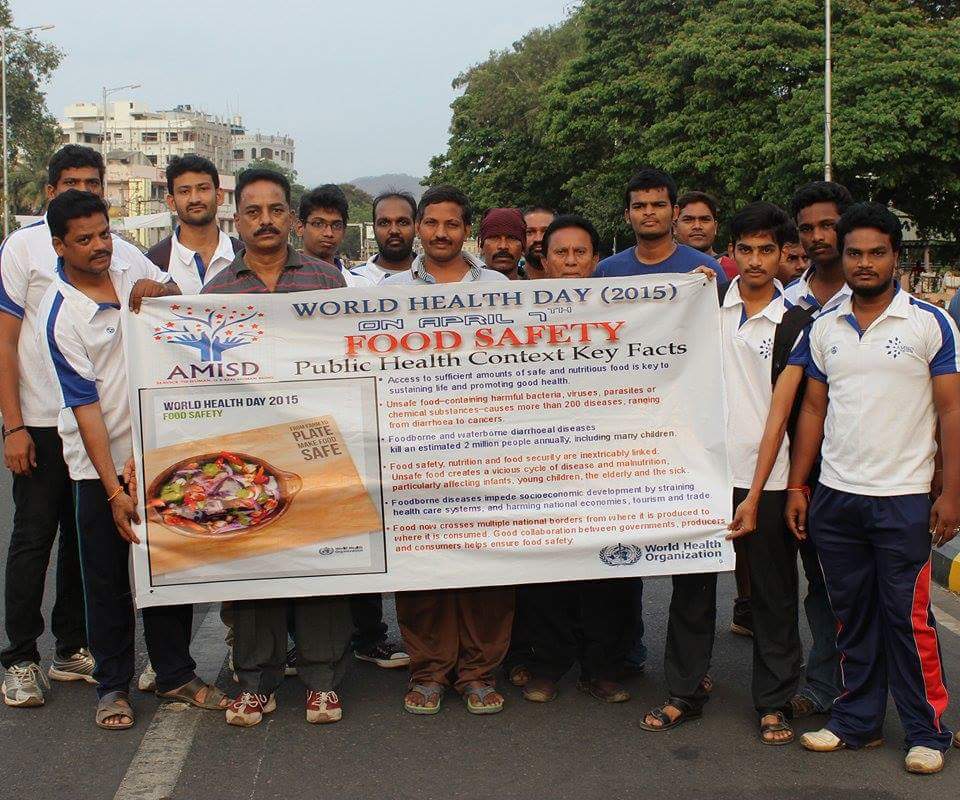 WORLD HEALTH DAY (2015)
ON APRIL 7TH
FOOD SAFETY
Public Health Context Key Facts
AMISD
WORLD HEALTH DAY 2015
FOOD SAFETY
FROM FARM TO
PLATE
MAKE FOOD
SAFE
World Health
Organization
• Access to sufficient amounts of safe and nutritious food is key to
sustaining life and promoting good health.
• Unsafe food-containing harmful bacteria, viruses, parasites or
chemical substances-causes more than 200 diseases, ranging
from diarrhoea to cancers.
• Foodborne and waterborne diarrhoeal diseases
kill an estimated 2 million people annually, including many children.
• Food safety, nutrition and food security are inextricably linked.
Unsafe food creates a vicious cycle of disease and malnutrition,
particularly affecting infants, young children, the elderly and the sick.
• Foodborne diseases impede socioeconomic development by straining
health care systems, and harming national economies, tourism and trade.
• Food now crosses multiple national borders from where it is produced to
where it is consumed. Good collaboration between governments, producers
and consumers helps ensure food safety.
World Health
Organization
AMISD